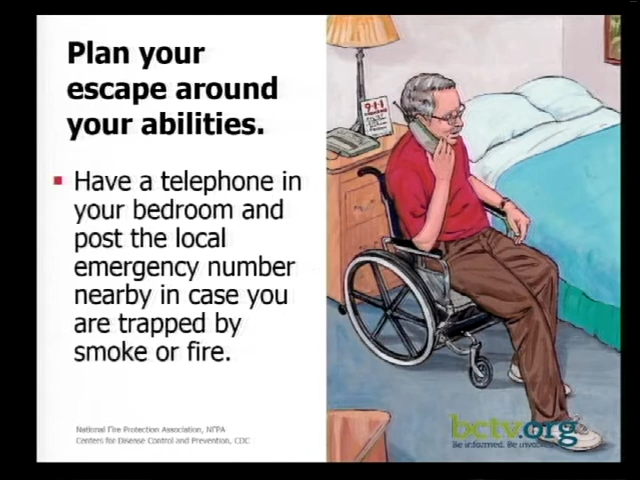 Plan your
escape around
your abilities.
Have a telephone in
your bedroom and
post the local
emergency number
nearby in case you
are trapped by
smoke or fire.
National Fire Protection Association, NFPA
Centers for Disease Control and Prevention, CDC
911
bctv.org
Be informed. Be involved.